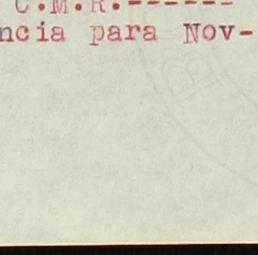 C.M.R.------
ncia para Nov-